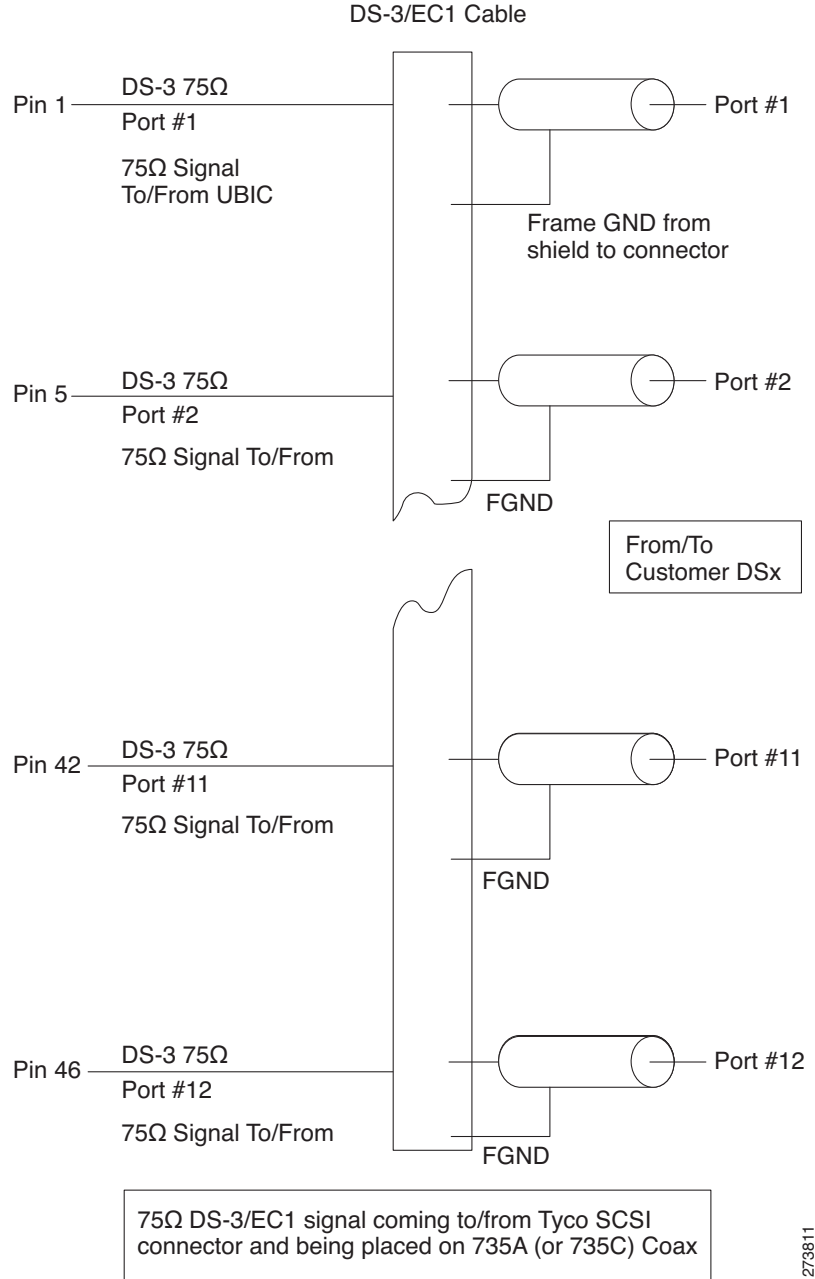 DS-3/EC1 Cable
Pin 1
DS-3 75Ω
Port #1
75Ω Signal
To/From UBIC
Port #1
Frame GND from
shield to connector
Pin 5
DS-3 75Ω
Port #2
75Ω Signal To/From
Port #2
FGND
From/To
Customer DSx
Pin 42
DS-3 75Ω
Port #11
75Ω Signal To/From
Port #11
FGND
Pin 46
DS-3 75Ω
Port #12
75Ω Signal To/From
Port #12
FGND
75Ω DS-3/EC1 signal coming to/from Tyco SCSI
connector and being placed on 735A (or 735C) Coax
273811